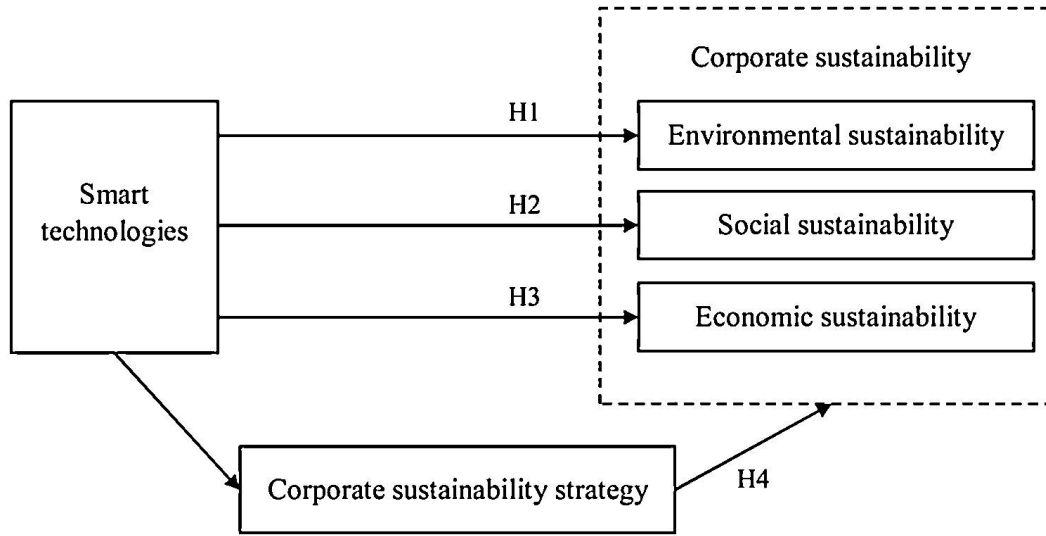 Corporate sustainability
H1
Environmental sustainability
Smart
technologies
H2
Social sustainability
H3
Economic sustainability
Corporate sustainability strategy
H4